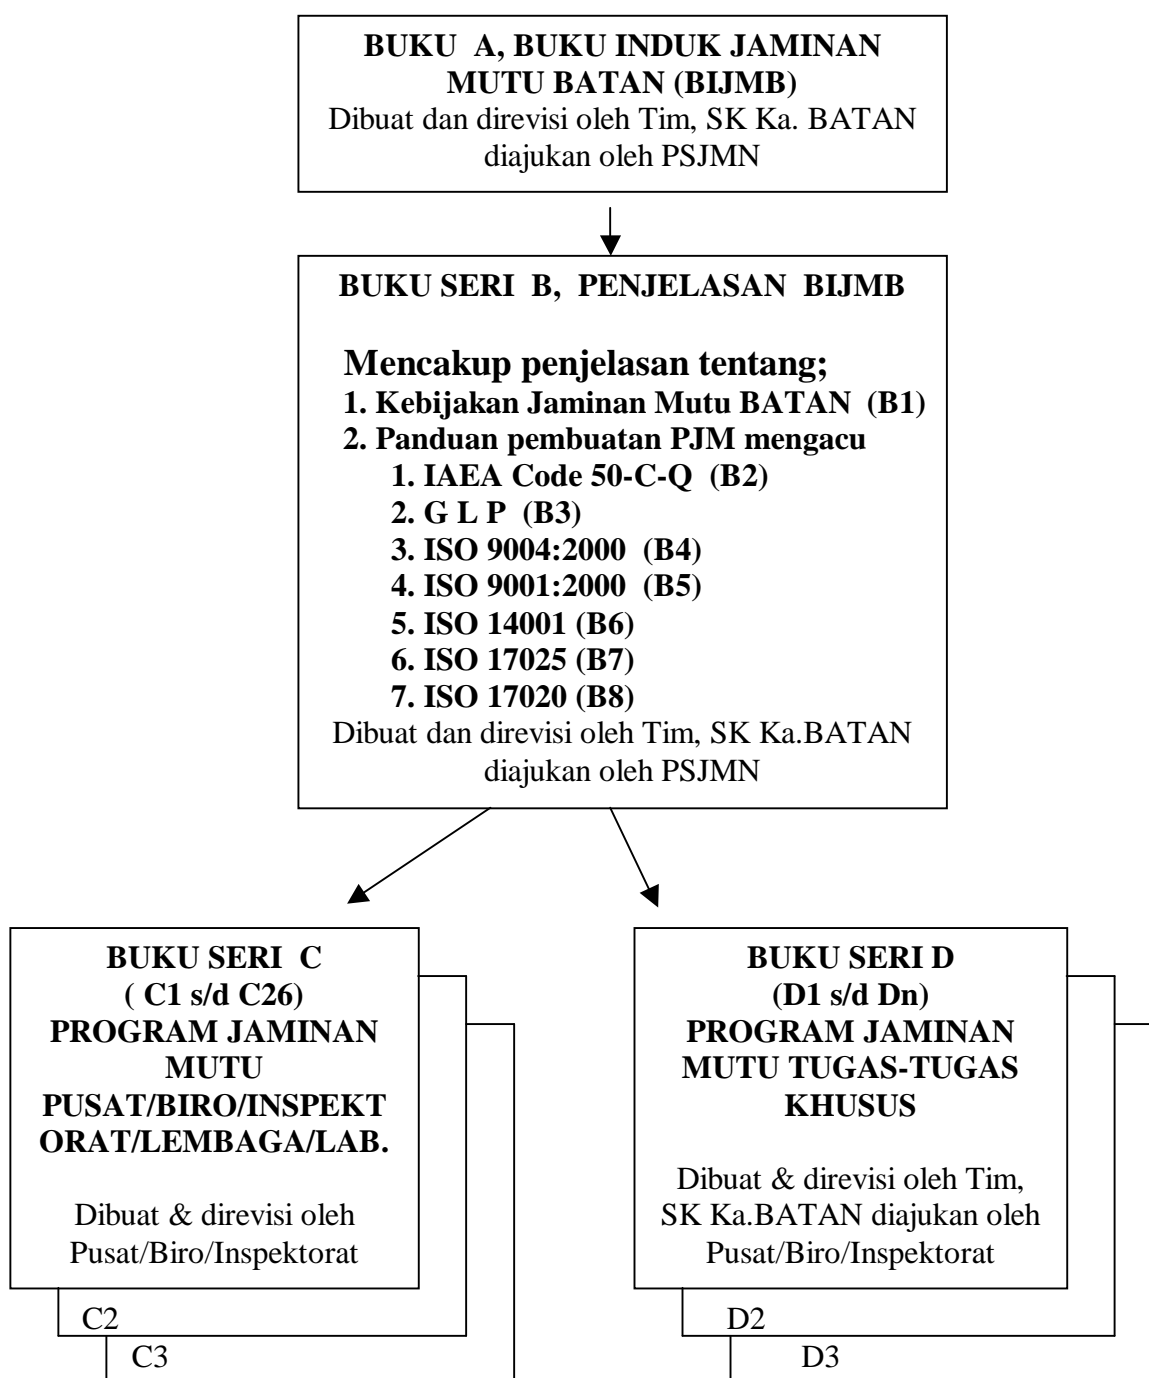 BUKU A, BUKU INDUK JAMINAN
MUTU BATAN (BIJMB)
Dibuat dan direvisi oleh Tim, SK Ka. BATAN
diajukan oleh PSJMN
BUKU SERI B, PENJELASAN BIJMB
Mencakup penjelasan tentang;
1. Kebijakan Jaminan Mutu BATAN (B1)
2. Panduan pembuatan PJM mengacu
1. IAEA Code 50-C-Q (B2)
2. G L P (B3)
3. ISO 9004:2000 (B4)
4. ISO 9001:2000 (B5)
5. ISO 14001 (B6)
6. ISO 17025 (B7)
7. ISO 17020 (B8)
Dibuat dan direvisi oleh Tim, SK Ka.BATAN
diajukan oleh PSJMN
BUKU SERI C
( C1 s/d C26)
PROGRAM JAMINAN
MUTU
PUSAT/BIRO/INSPEKT
ORAT/LEMBAGA/LAB.
Dibuat & direvisi oleh
Pusat/Biro/Inspektorat
C2
C3
BUKU SERI D
(D1 s/d Dn)
PROGRAM JAMINAN
MUTU TUGAS-TUGAS
KHUSUS
Dibuat & direvisi oleh Tim,
SK Ka.BATAN diajukan oleh
Pusat/Biro/Inspektorat
D2
D3